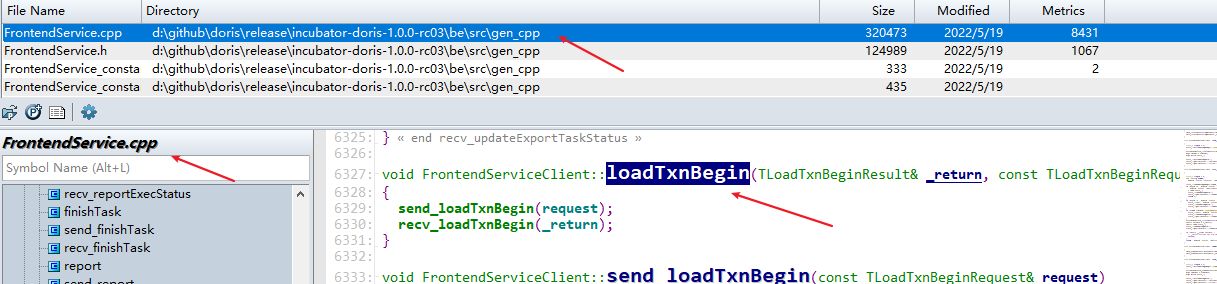 File Name Directory Size Modified Metrics
FrontendService.cpp d:\github\doris\release\incubator-doris-1.0.0-rc03\be\src\gen_cpp 320473 2022/5/19 8431
FrontendService.h d:\github\doris\release\incubator-doris-1.0.0-rc03\be\src\gen_cpp 124989 2022/5/19 1067
FrontendService_consta d:\github\doris\release\incubator-doris-1.0.0-rc03\be\src\gen_cpp 333 2022/5/19 2
FrontendService_consta d:\github\doris\release\incubator-doris-1.0.0-rc03\be\src\gen_cpp 435 2022/5/19
FrontendService.cpp
Symbol Name (Alt+L)
recv_reportExecStatus
finishTask
send_finishTask
recv_finishTask
report
send_report
6325: } « end recv_updateExportTaskStatus »
6326:
6327: void FrontendServiceClient::loadTxnBegin(TLoadTxnBeginResult& _return, const TLoadTxnBeginRequ
6328: {
6329: send_loadTxnBegin(request);
6330: recv_loadTxnBegin(_return);
6331: }
6332:
6333: void FrontendServiceClient::send_loadTxnBegin(const TLoadTxnBeginRequest& request)